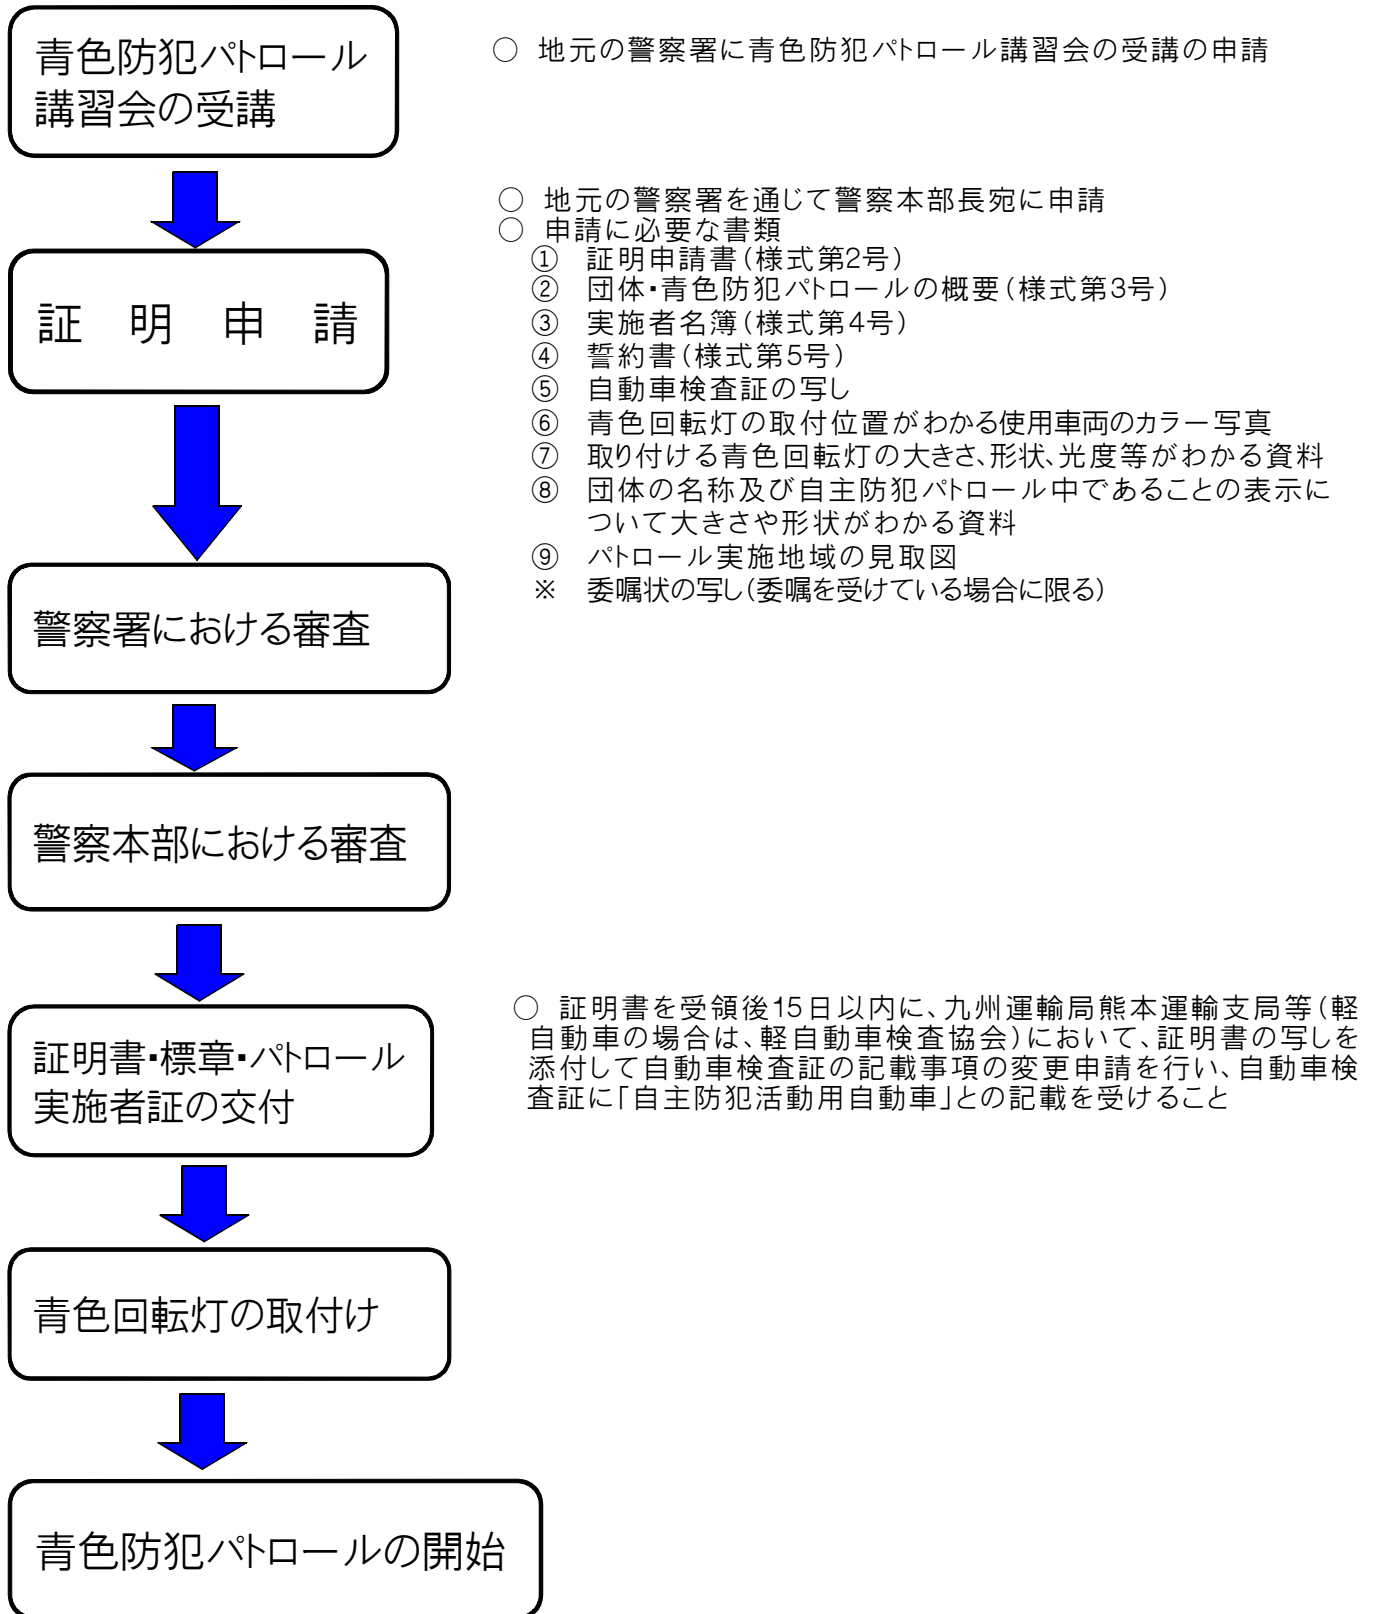 青色防犯パトロール
講習会の受講
○ 地元の警察署に青色防犯パトロール講習会の受講の申請
○ 地元の警察署を通じて警察本部長宛に申請
○ 申請に必要な書類
① 証明申請書(様式第2号)
② 団体・青色防犯パトロールの概要(様式第3号)
③ 実施者名簿(様式第4号)
④ 誓約書(様式第5号)
⑤ 自動車検査証の写し
⑥ 青色回転灯の取付位置がわかる使用車両のカラー写真
⑦ 取り付ける青色回転灯の大きさ、形状、光度等がわかる資料
⑧ 団体の名称及び自主防犯パトロール中であることの表示に
ついて大きさや形状がわかる資料
⑨ パトロール実施地域の見取図
※ 委嘱状の写し(委嘱を受けている場合に限る)
証 明 申 請
警察署における審査
警察本部における審査
証明書・標章・パトロール
実施者証の交付
○ 証明書を受領後15日以内に、九州運輸局熊本運輸支局等(軽
自動車の場合は、軽自動車検査協会)において、証明書の写しを
添付して自動車検査証の記載事項の変更申請を行い、自動車検
査証に「自主防犯活動用自動車」との記載を受けること
青色回転灯の取付け
青色防犯パトロールの開始